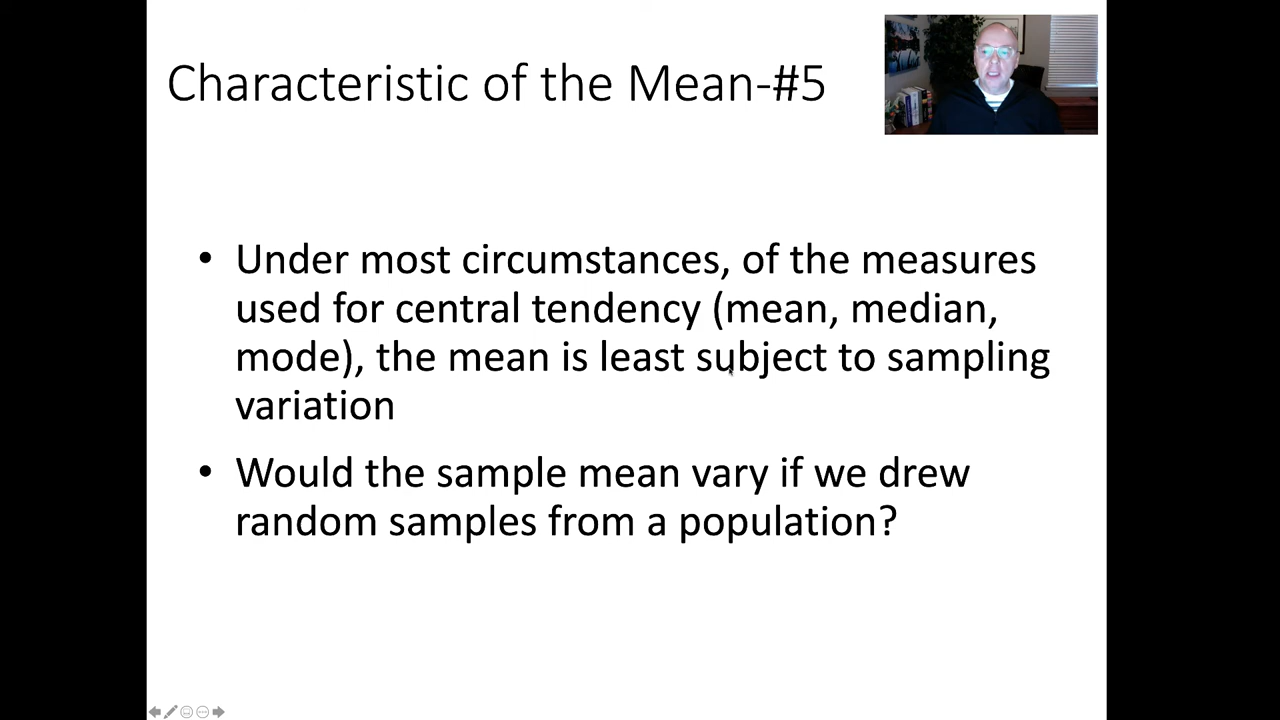 Characteristic of the Mean-#5
• Under most circumstances, of the measures
used for central tendency (mean, median,
mode), the mean is least subject to sampling
variation
• Would the sample mean vary if we drew
random samples from a population?